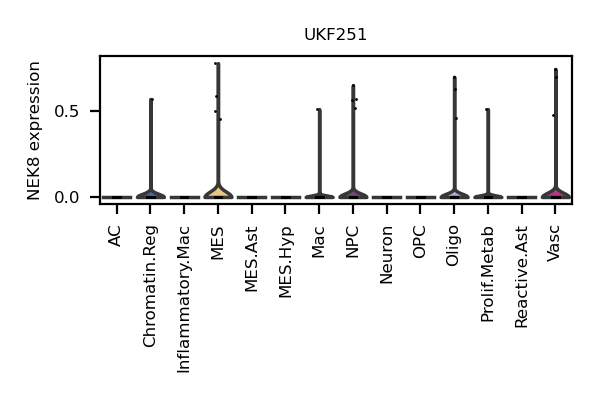 UKF251
NEK8 expression
0.5
0.0
AC
Chromatin.Reg
Inflammatory.Mac
MES
MES.Ast
MES.Hyp
Mac
NPC
Neuron
OPC
Oligo
Prolif.Metab
Reactive.Ast
Vasc